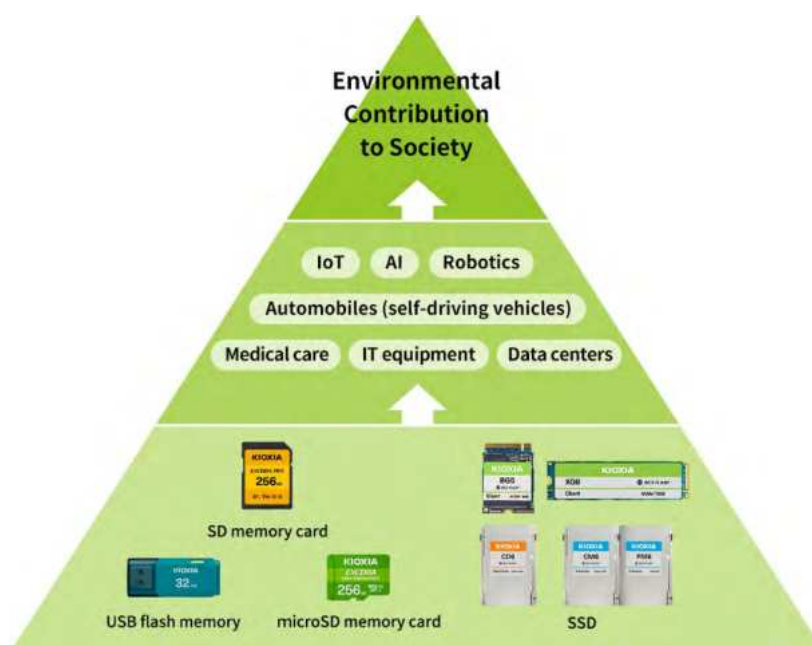 Environmental
Contribution
to Society
IoT
AI
Robotics
Automobiles (self-driving vehicles)
Medical care
IT equipment
Data centers
KIOXIA
256
SD memory card
KIOXIA
32
USB flash memory
KIOXIA
EXCERIA
256
microSD memory card
KIOXIA
KIOXIA
Client
KIOXIA
KIOXIA
KIOXIA
SSD